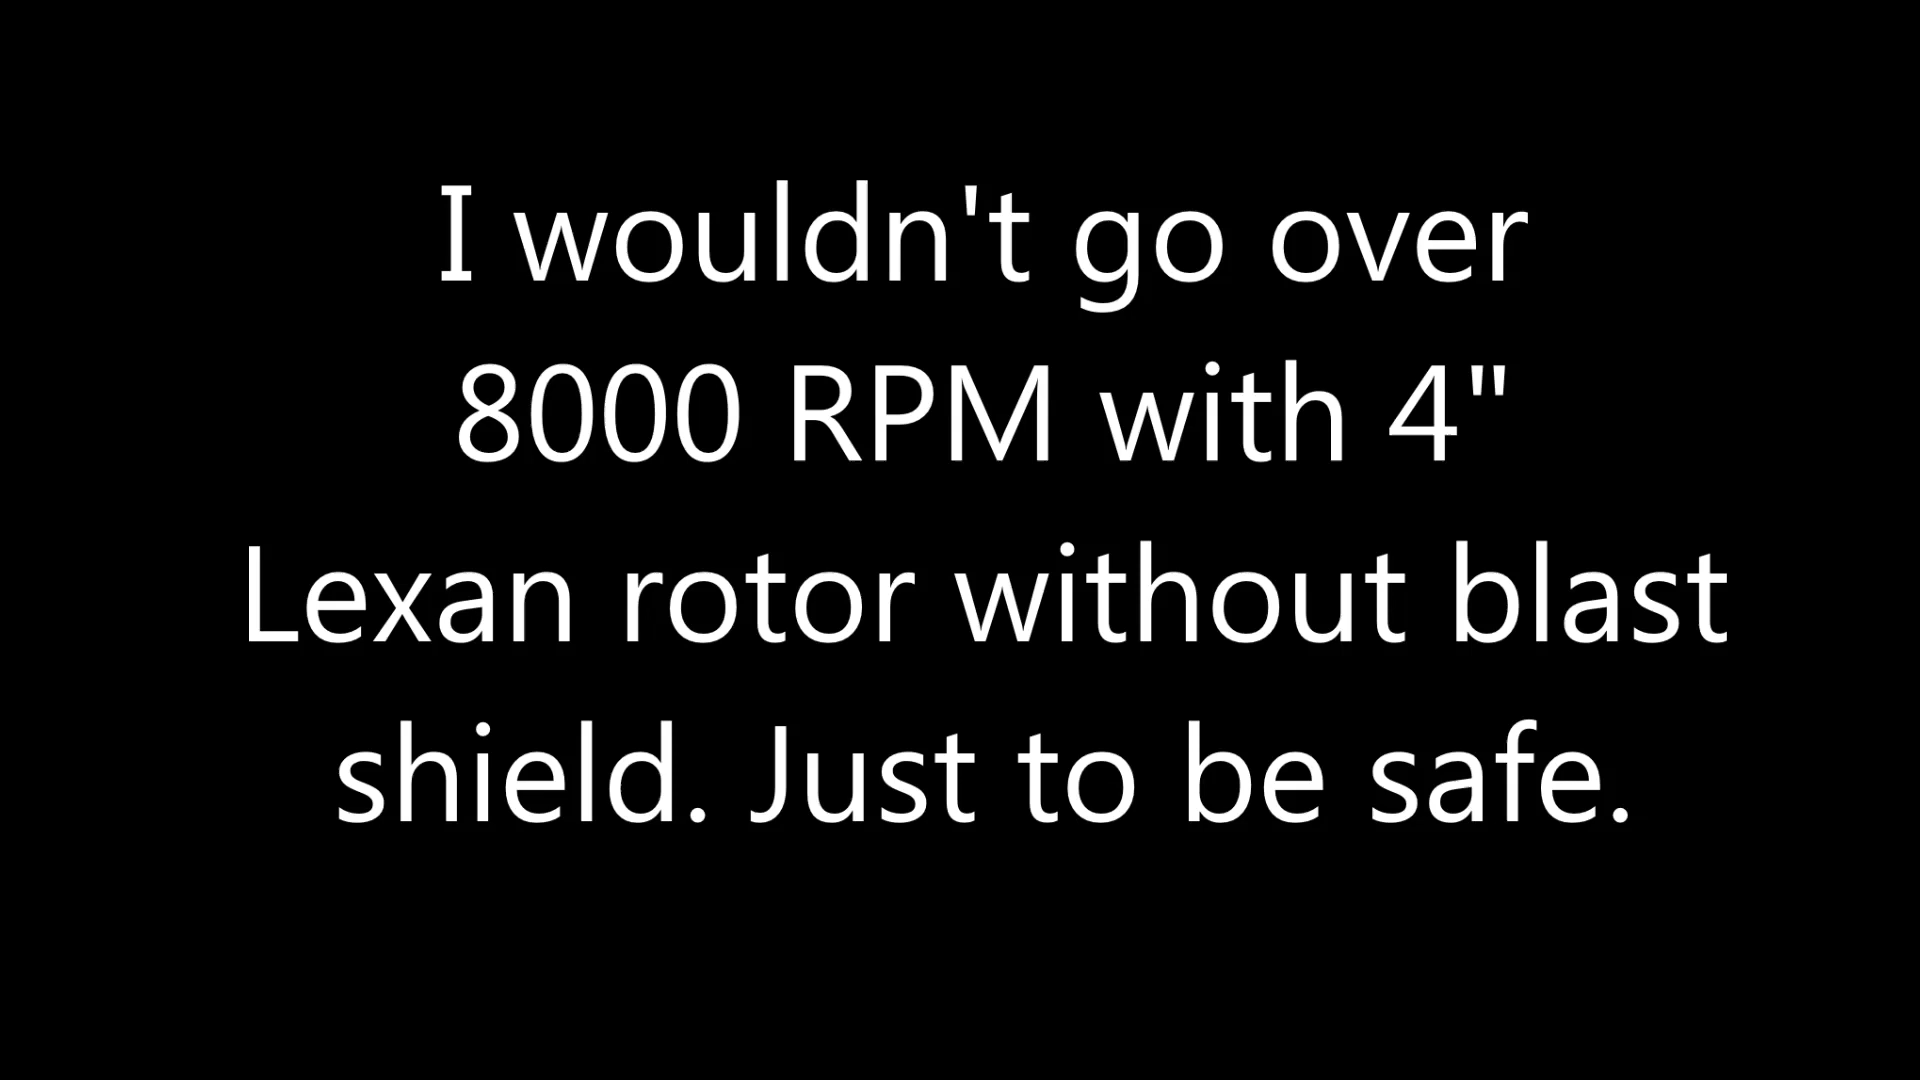 I wouldn't go over
8000 RPM with 4"
Lexan rotor without blast
shield. Just to be safe.